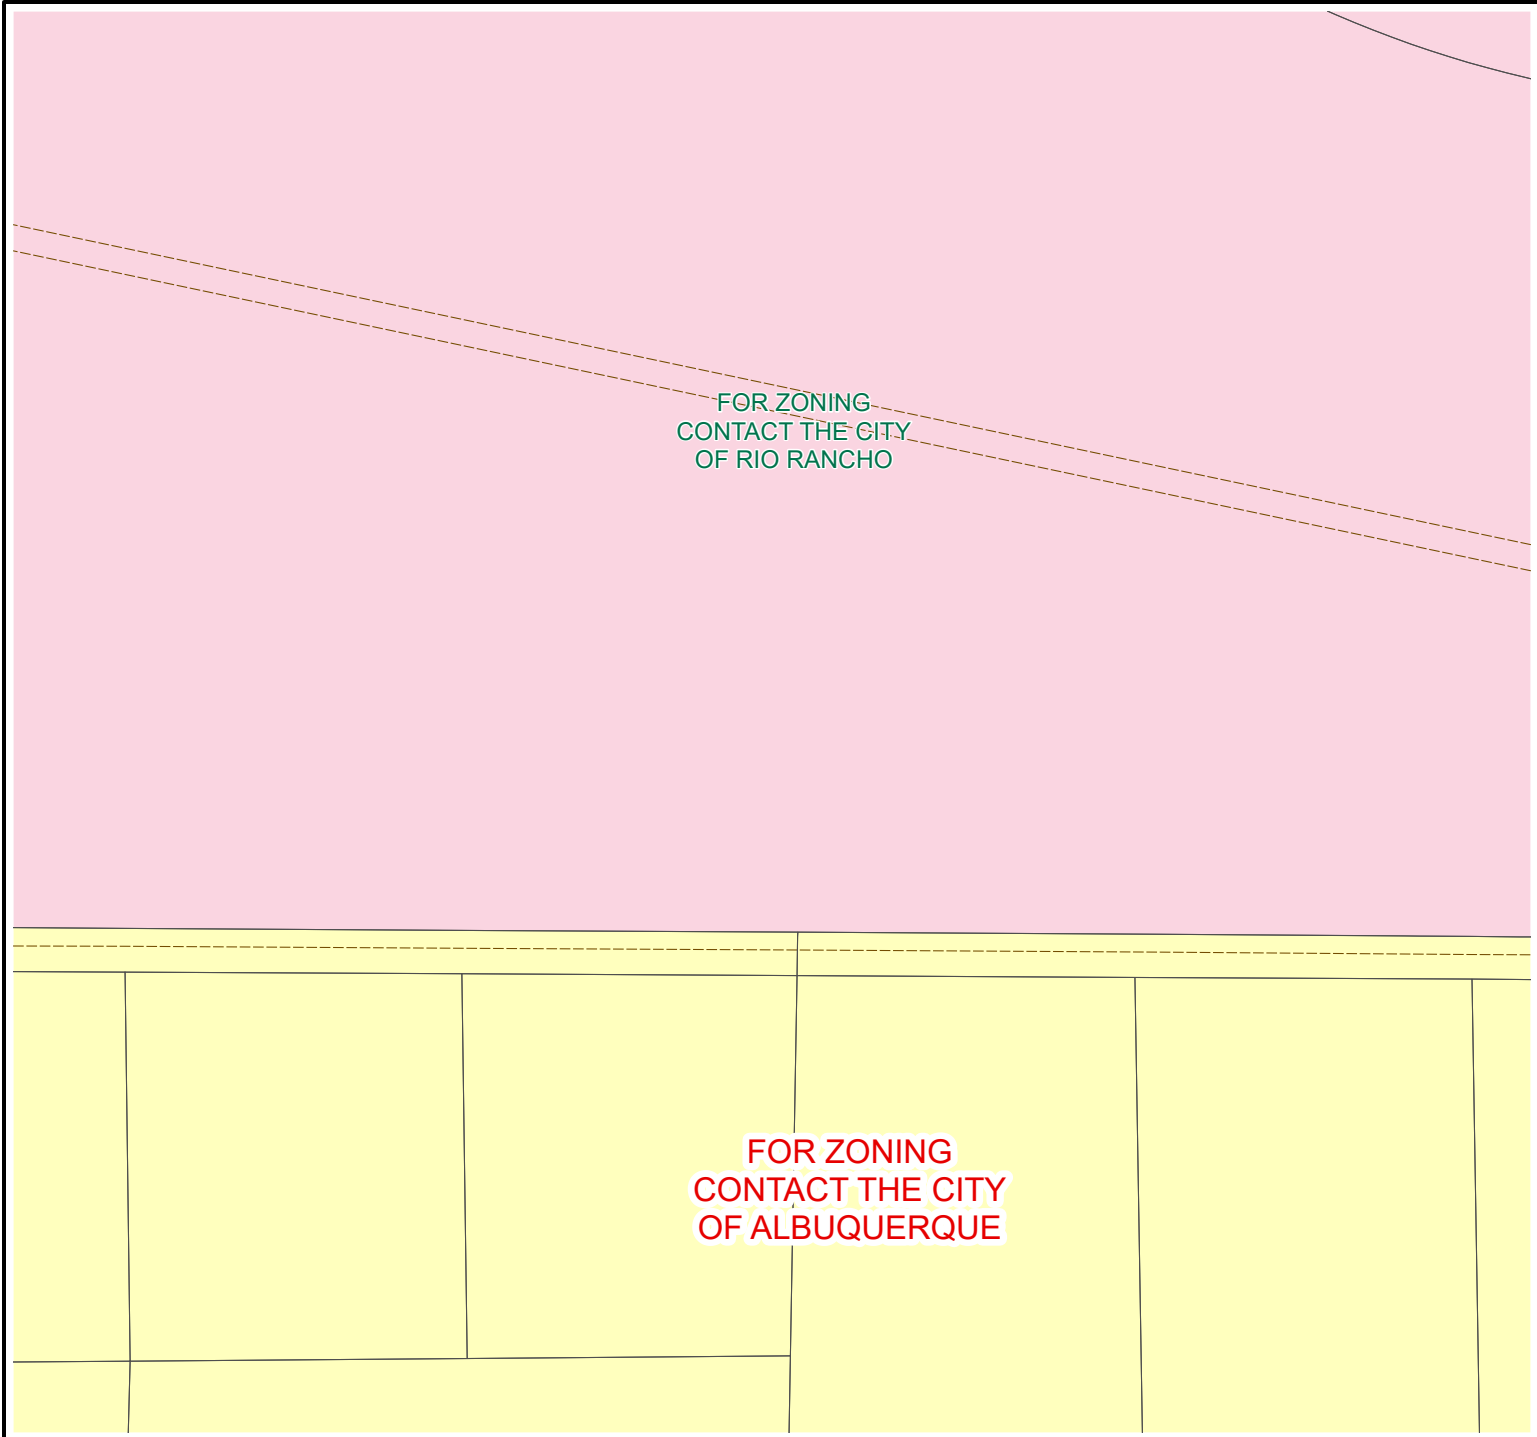 FOR ZONING
CONTACT THE CITY
OF RIO RANCHO
FOR ZONING
CONTACT THE CITY
OF ALBUQUERQUE